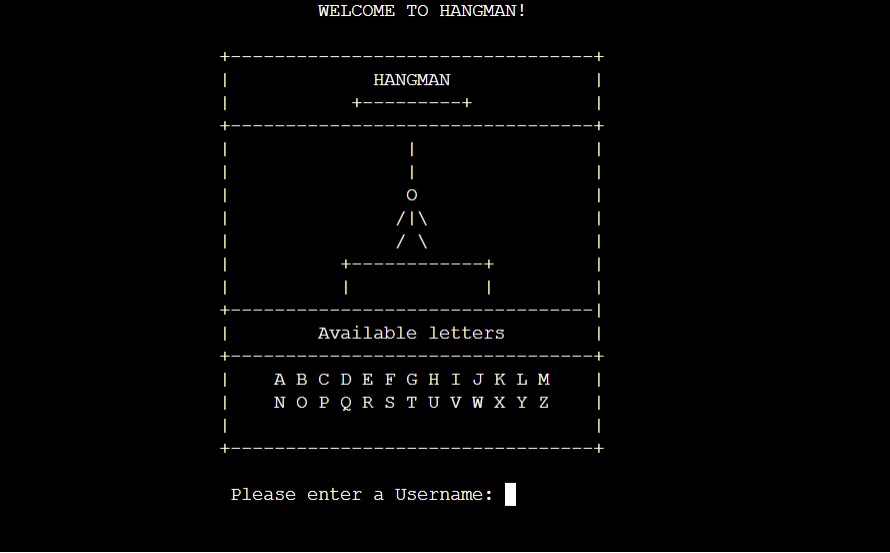 WELCOME TO HANGMAN!
HANGMAN
O
Available letters
A B C D E F G H I J K L M
N O P Q R S T U V W X Y Z
Please enter a Username: